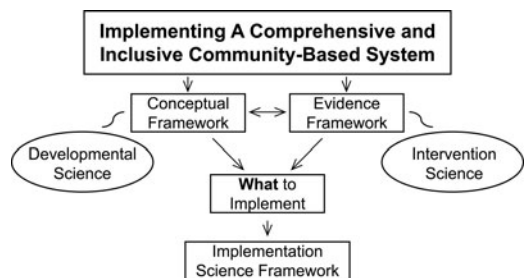 Implementing A Comprehensive and
Inclusive Community-Based System
Conceptual
Framework
Evidence
Framework
Developmental
Science
Intervention
Science
What to
Implement
Implementation
Science Framework